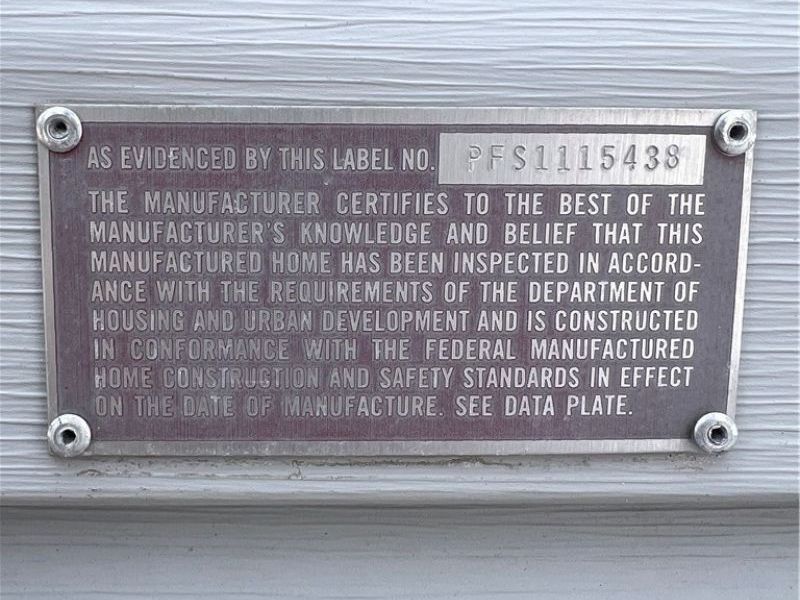 AS EVIDENCED BY THIS LABEL NO. PFS1115438
THE MANUFACTURER CERTIFIES TO THE BEST OF THE
MANUFACTURER'S KNOWLEDGE AND BELIEF THAT THIS
MANUFACTURED HOME HAS BEEN INSPECTED IN ACCORD-
ANCE WITH THE REQUIREMENTS OF THE DEPARTMENT OF
HOUSING AND URBAN DEVELOPMENT AND IS CONSTRUCTED
IN CONFORMANCE WITH THE FEDERAL MANUFACTURED
HOME CONSTRUCTION AND SAFETY STANDARDS IN EFFECT
ON THE DATE OF MANUFACTURE. SEE DATA PLATE.